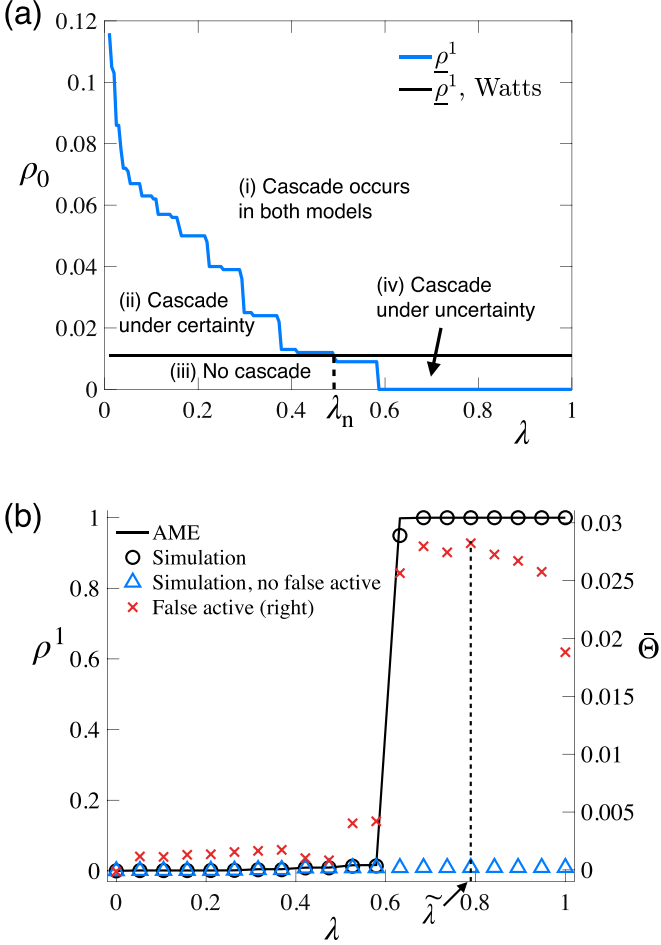 (a)
0.12
0.1
0.08
0.06
0.04
0.02
0
ρ₀
ρ¹
ρ¹, Watts
(i) Cascade occurs
in both models
(ii) Cascade
under certainty
(iii) No cascade
(iv) Cascade
under uncertainty
0 0.2 0.4 0.6 0.8 1
λₙ
λ
(b)
1
0.8
0.6
0.4
0.2
0
ρ¹
AME
Simulation
Simulation, no false active
False active (right)
0.03
0.025
0.02
0.015
0.01
0.005
0
Θ̄
0 0.2 0.4 0.6 0.8 1
λ̃
λ